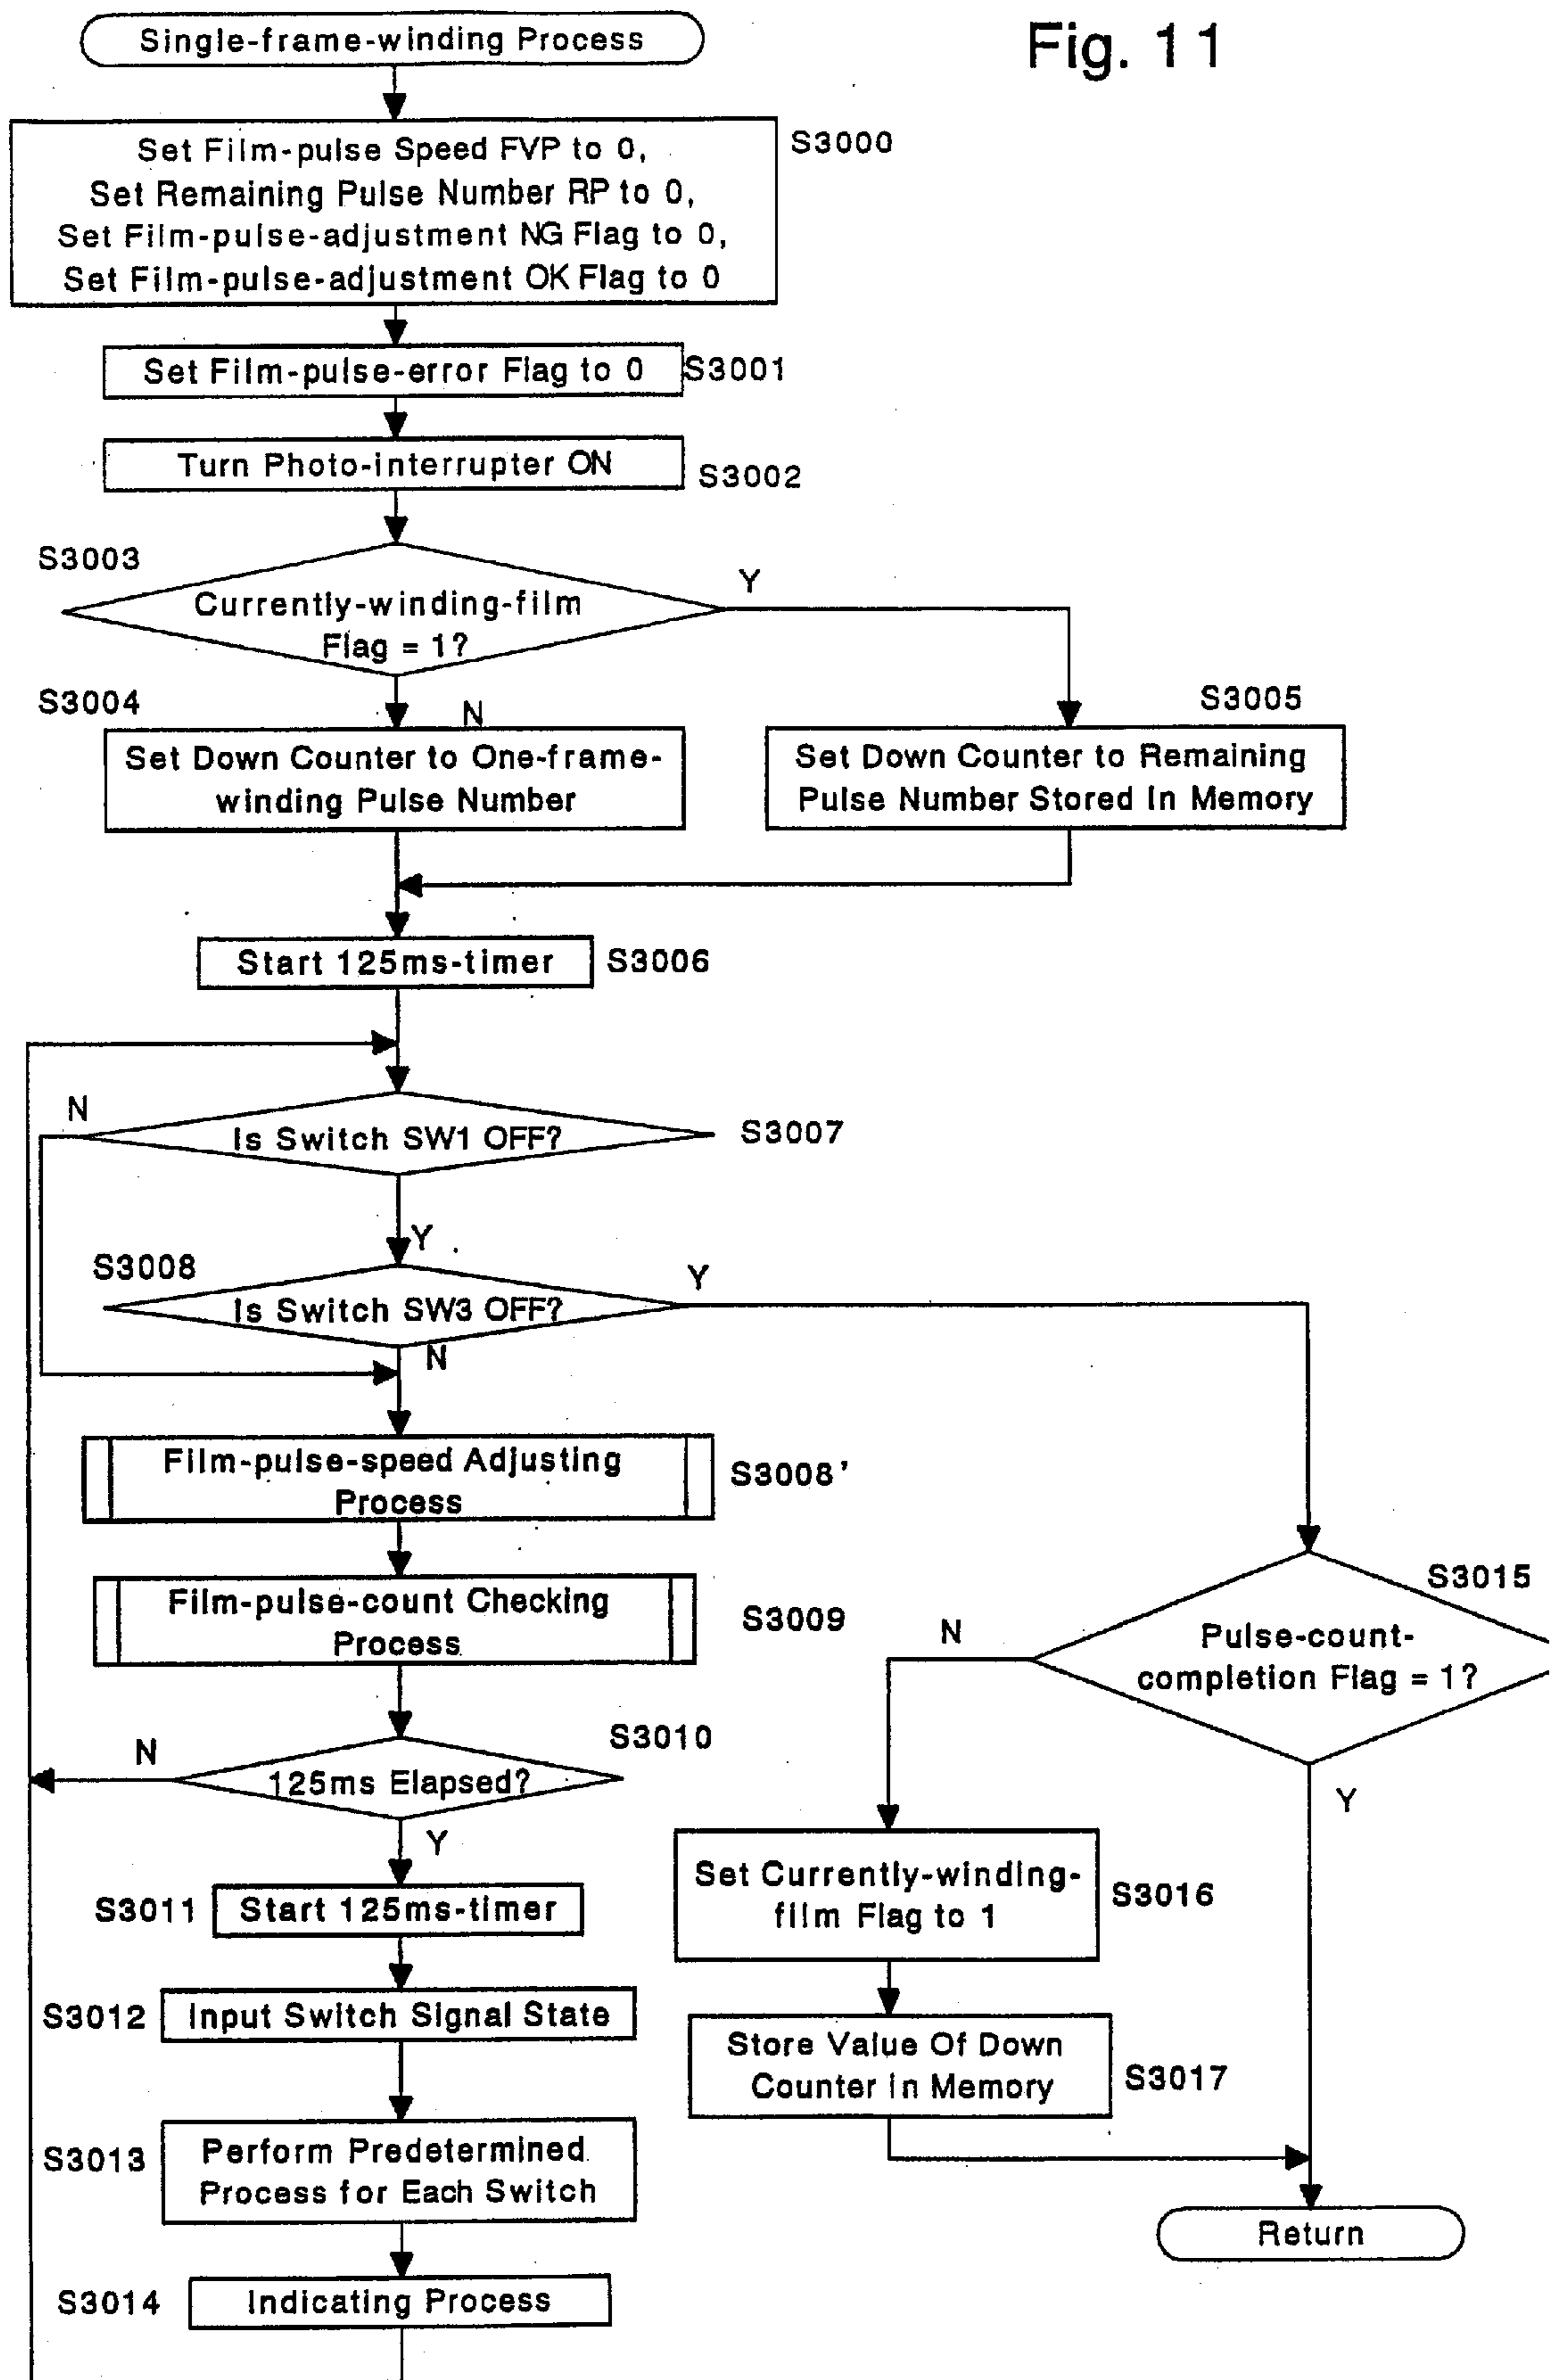 Single-frame-winding Process
Fig. 11
Set Film-pulse Speed FVP to 0,
Set Remaining Pulse Number RP to 0,
Set Film-pulse-adjustment NG Flag to 0,
Set Film-pulse-adjustment OK Flag to 0
S3000
Set Film-pulse-error Flag to 0
S3001
Turn Photo-interrupter ON
S3002
S3003
Currently-winding-film
Flag = 1?
Y
N
S3004
Set Down Counter to One-frame-
winding Pulse Number
S3005
Set Down Counter to Remaining
Pulse Number Stored In Memory
Start 125ms-timer
S3006
N
Is Switch SW1 OFF?
S3007
Y
S3008
Is Switch SW3 OFF?
Y
N
Film-pulse-speed Adjusting
Process
S3008'
Film-pulse-count Checking
Process
S3009
S3015
Pulse-count-
completion Flag = 1?
N
Y
S3010
N
125ms Elapsed?
Y
S3011
Start 125ms-timer
Set Currently-winding-
film Flag to 1
S3016
S3012
Input Switch Signal State
Store Value Of Down
Counter In Memory
S3017
S3013
Perform Predetermined
Process for Each Switch
Return
S3014
Indicating Process